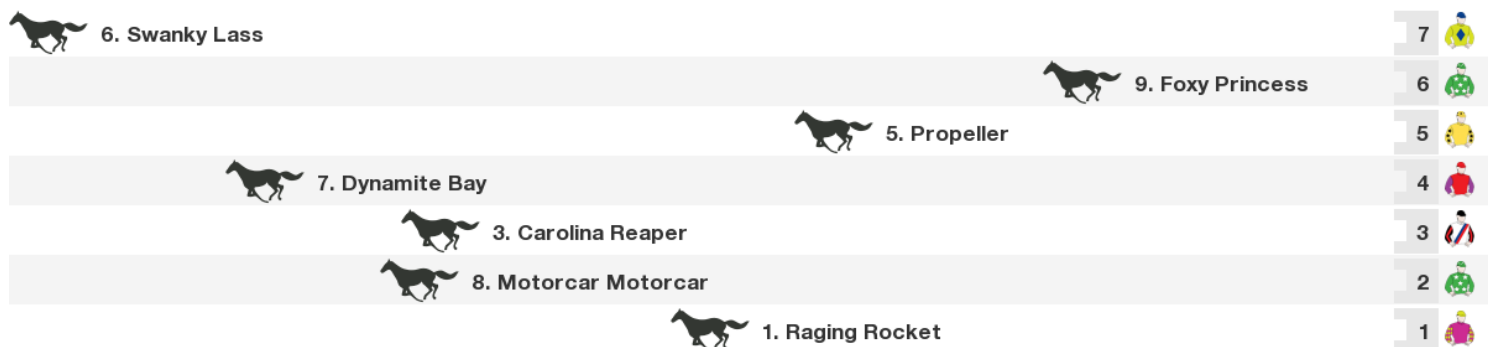 6. Swanky Lass 7
9. Foxy Princess 6
5. Propeller 5
7. Dynamite Bay 4
3. Carolina Reaper 3
8. Motorcar Motorcar 2
1. Raging Rocket 1